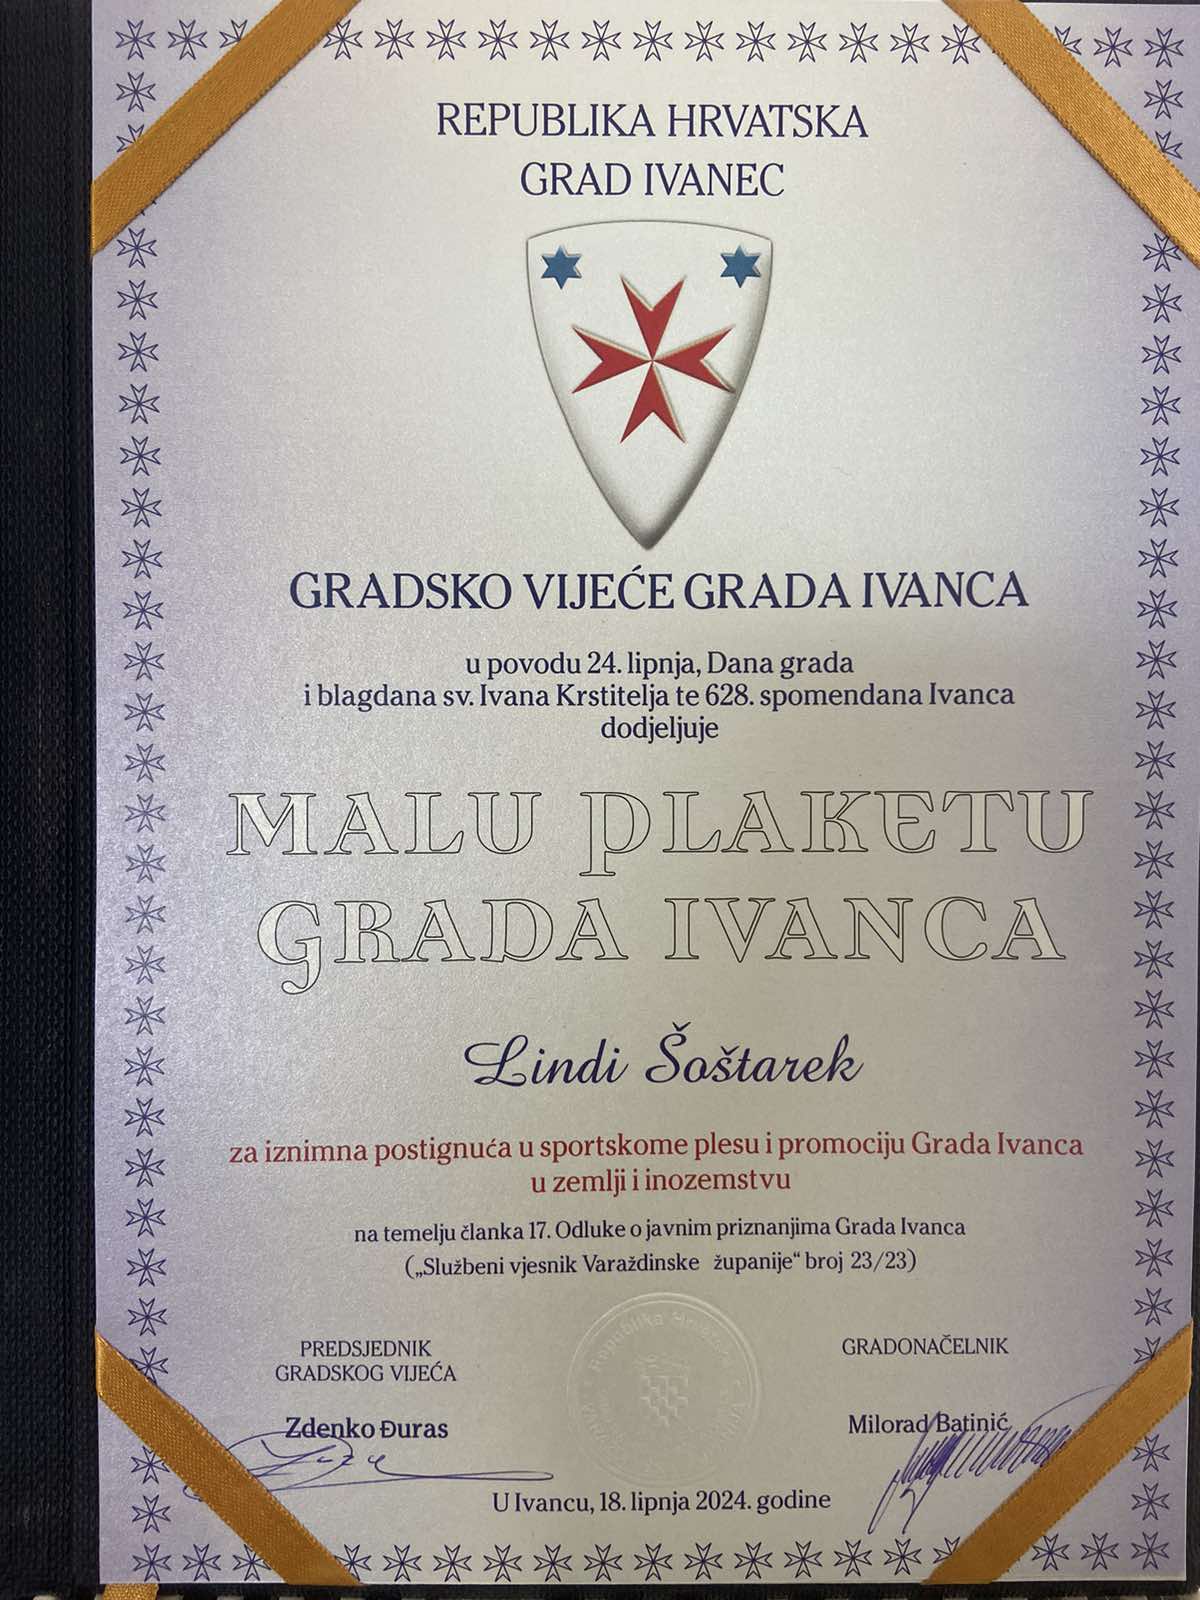 REPUBLIKA HRVATSKA
GRAD IVANEC
GRADSKO VIJEĆE GRADA IVANCA
u povodu 24. lipnja, Dana grada
i blagdana sv. Ivana Krstitelja te 628. spomendana Ivanca
dodjeljuje
MALU PLAKETU
GRADA IVANCA
Lindi Šoštarek
za iznimna postignuća u sportskome plesu i promociju Grada Ivanca
u zemlji i inozemstvu
na temelju članka 17. Odluke o javnim priznanjima Grada Ivanca
(„Službeni vjesnik Varaždinske županije“ broj 23/23)
Republika
PREDSJEDNIK
GRADSKOG VIJEĆA
Zdenko Đuras
GRADONAČELNIK
Milorad Batinić
U Ivancu, 18. lipnja 2024. godine